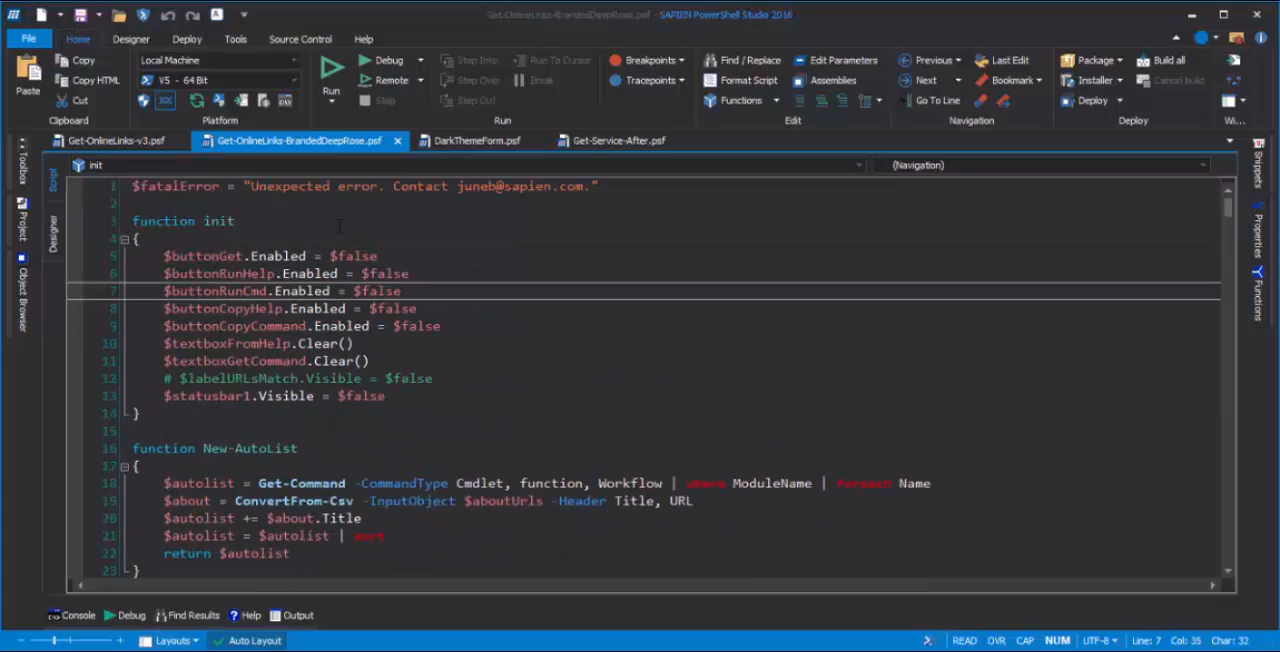 Get-OnlineLinks-BrandedDeepRose.psf - SAPIEN PowerShell Studio 2016
File Home Designer Deploy Tools Source Control Help
Paste
Copy
Copy HTML
Cut
Clipboard
Local Machine
V5 - 64 Bit
Platform
Run
Debug
Remote
Stop
Step Into
Step Over
Step Out
Run To Cursor
Break
Run
Breakpoints
Tracepoints
Find / Replace
Format Script
Functions
Edit Parameters
Assemblies
Edit
Previous
Next
Go To Line
Last Edit
Bookmark
Navigation
Package
Installer
Deploy
Build all
Cancel build
Deploy
Wi...
Toolbox
Project
Object Browser
Get-OnlineLinks-v3.psf Get-OnlineLinks-BrandedDeepRose.psf DarkThemeForm.psf Get-Service-After.psf
Script
Designer
init (Navigation)
1 $fatalError = "Unexpected error. Contact juneb@sapien.com."
2
3 function init
4 {
5 $buttonGet.Enabled = $false
6 $buttonRunHelp.Enabled = $false
7 $buttonRunCmd.Enabled = $false
8 $buttonCopyHelp.Enabled = $false
9 $buttonCopyCommand.Enabled = $false
10 $textboxFromHelp.Clear()
11 $textboxGetCommand.Clear()
12 # $labelURLsMatch.Visible = $false
13 $statusbar1.Visible = $false
14 }
15
16 function New-AutoList
17 {
18 $autolist = Get-Command -CommandType Cmdlet, function, Workflow | where ModuleName | foreach Name
19 $about = ConvertFrom-Csv -InputObject $aboutUrls -Header Title, URL
20 $autolist += $about.Title
21 $autolist = $autolist | sort
22 return $autolist
23 }
Snippets
Properties
Functions
Console Debug Find Results Help Output
Layouts Auto Layout READ OVR CAP NUM UTF-8 Line: 7 Col: 35 Char: 32